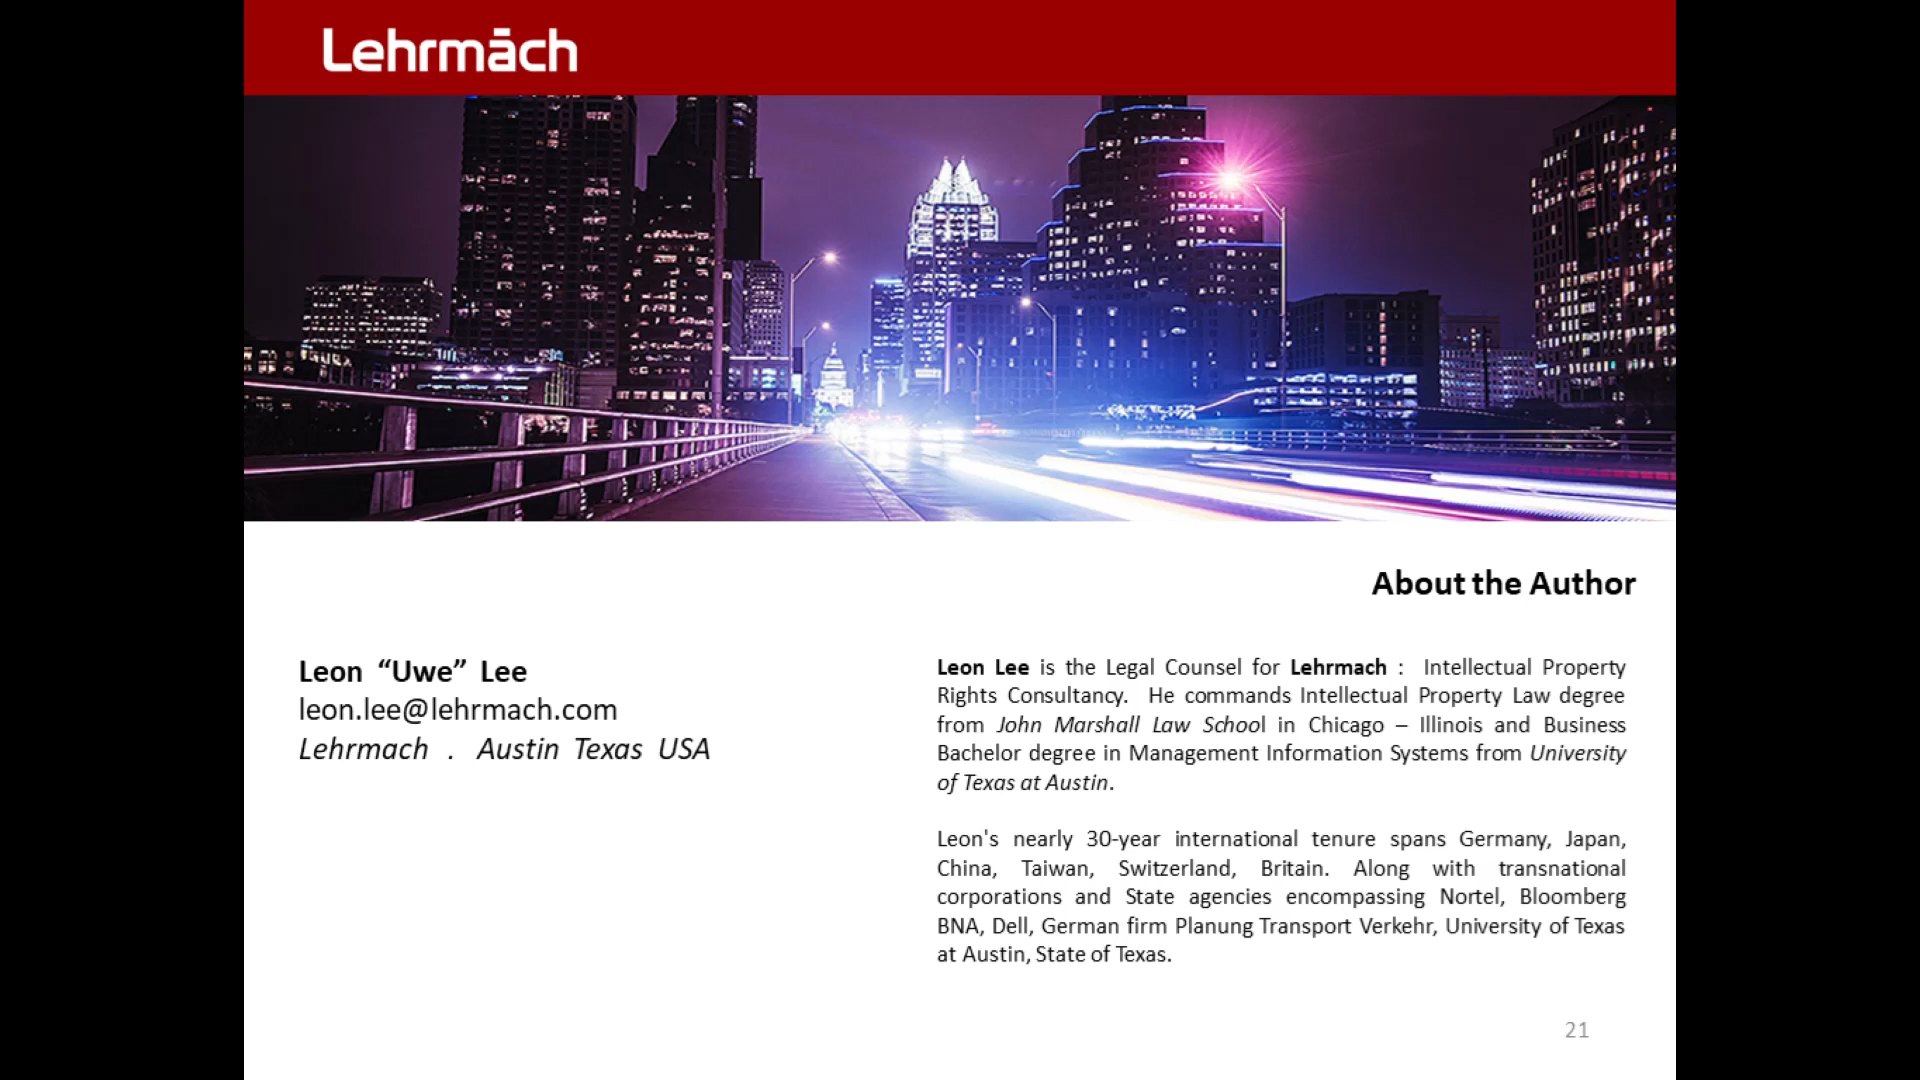 Lehrmāch
About the Author
Leon “Uwe” Lee
leon.lee@lehrmach.com
Lehrmach . Austin Texas USA
Leon Lee is the Legal Counsel for Lehrmach : Intellectual Property
Rights Consultancy. He commands Intellectual Property Law degree
from John Marshall Law School in Chicago – Illinois and Business
Bachelor degree in Management Information Systems from University
of Texas at Austin.
Leon's nearly 30-year international tenure spans Germany, Japan,
China, Taiwan, Switzerland, Britain. Along with transnational
corporations and State agencies encompassing Nortel, Bloomberg
BNA, Dell, German firm Planung Transport Verkehr, University of Texas
at Austin, State of Texas.
21